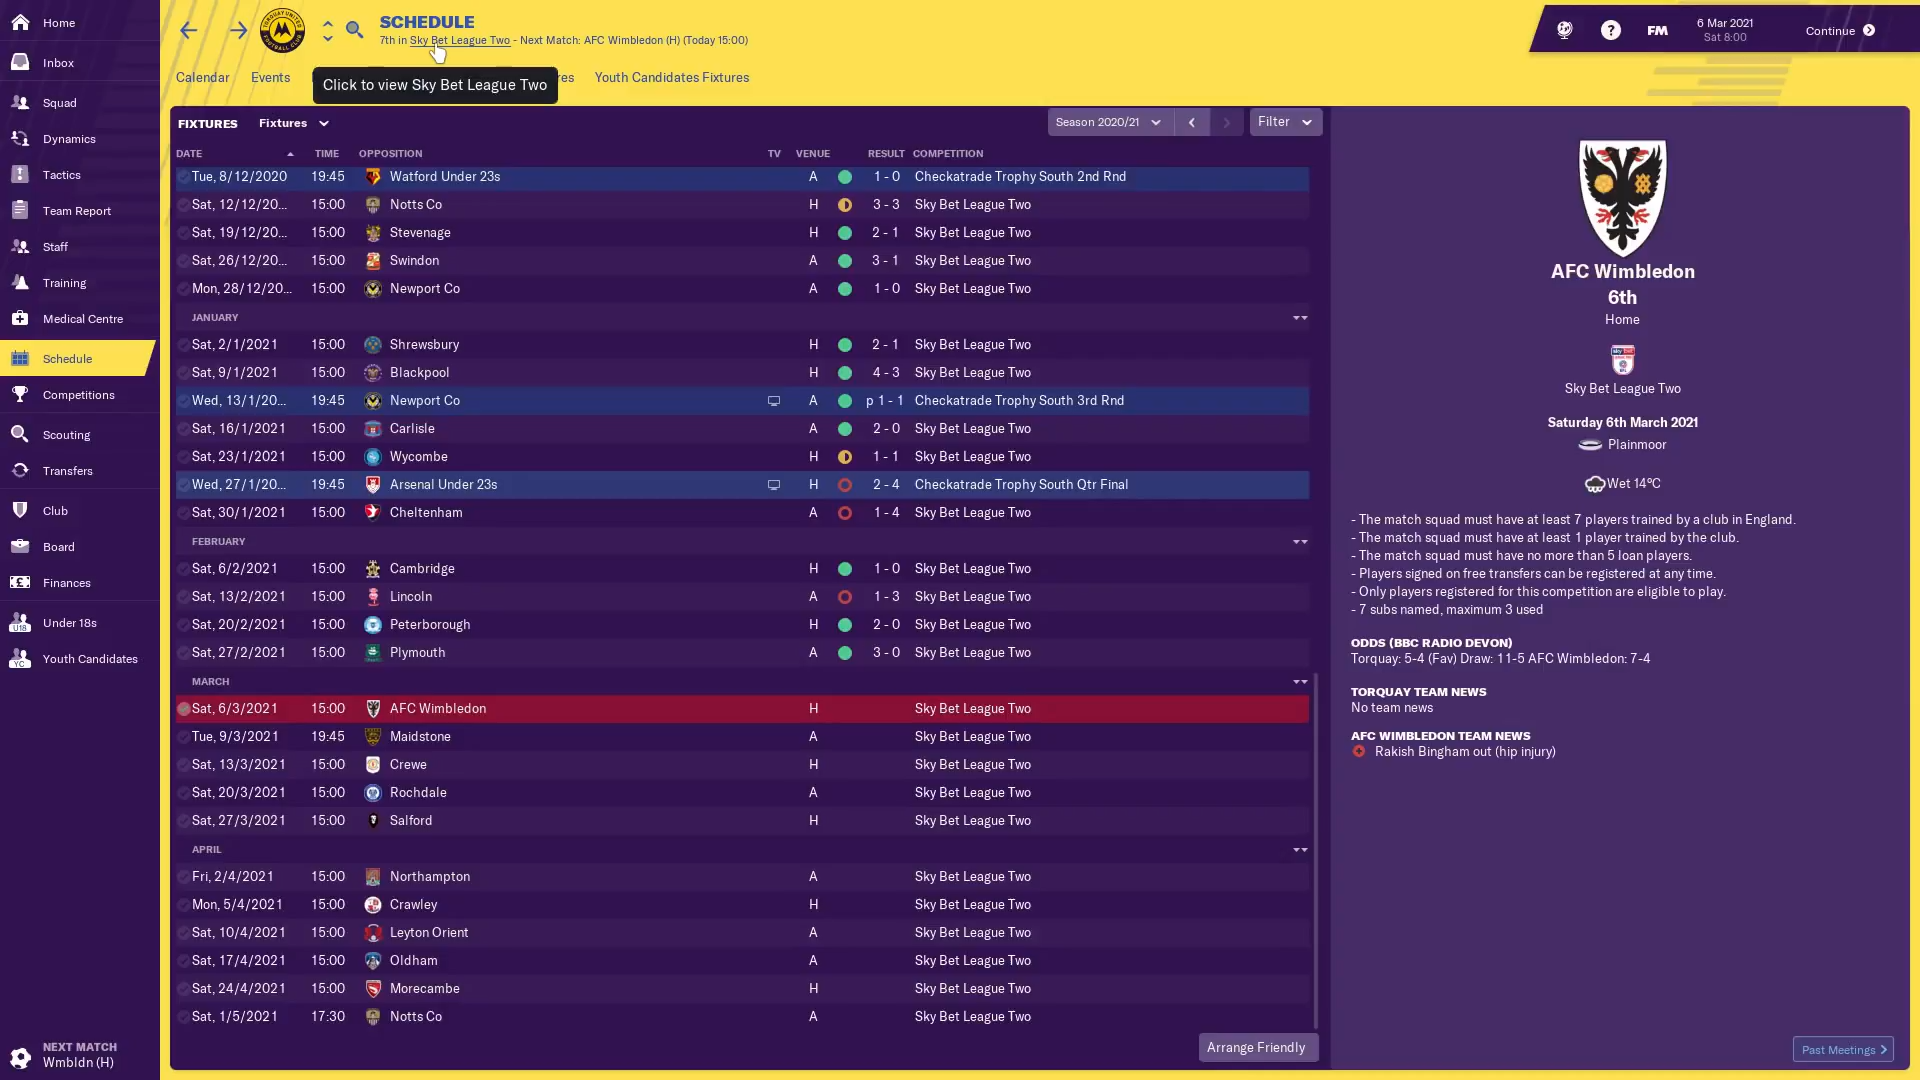 Home
Inbox
Squad
Dynamics
Tactics
Team Report
Staff
Training
Medical Centre
Schedule
Competitions
Scouting
Transfers
Club
Board
Finances
Under 18s
Youth Candidates
NEXT MATCH
Wmbldn (H)
SCHEDULE
7th in Sky Bet League Two - Next Match: AFC Wimbledon (H) (Today 15:00)
Calendar Events res Youth Candidates Fixtures
Click to view Sky Bet League Two
FM
6 Mar 2021
Sat 8:00
Continue
FIXTURES Fixtures Season 2020/21 Filter
DATE TIME OPPOSITION TV VENUE RESULT COMPETITION
Tue, 8/12/2020 19:45 Watford Under 23s A 1 - 0 Checkatrade Trophy South 2nd Rnd
Sat, 12/12/20... 15:00 Notts Co H 3 - 3 Sky Bet League Two
Sat, 19/12/20... 15:00 Stevenage H 2 - 1 Sky Bet League Two
Sat, 26/12/20... 15:00 Swindon A 3 - 1 Sky Bet League Two
Mon, 28/12/20... 15:00 Newport Co A 1 - 0 Sky Bet League Two
JANUARY
Sat, 2/1/2021 15:00 Shrewsbury H 2 - 1 Sky Bet League Two
Sat, 9/1/2021 15:00 Blackpool H 4 - 3 Sky Bet League Two
Wed, 13/1/20... 19:45 Newport Co A p 1 - 1 Checkatrade Trophy South 3rd Rnd
Sat, 16/1/2021 15:00 Carlisle A 2 - 0 Sky Bet League Two
Sat, 23/1/2021 15:00 Wycombe H 1 - 1 Sky Bet League Two
Wed, 27/1/20... 19:45 Arsenal Under 23s H 2 - 4 Checkatrade Trophy South Qtr Final
Sat, 30/1/2021 15:00 Cheltenham A 1 - 4 Sky Bet League Two
FEBRUARY
Sat, 6/2/2021 15:00 Cambridge H 1 - 0 Sky Bet League Two
Sat, 13/2/2021 15:00 Lincoln A 1 - 3 Sky Bet League Two
Sat, 20/2/2021 15:00 Peterborough H 2 - 0 Sky Bet League Two
Sat, 27/2/2021 15:00 Plymouth A 3 - 0 Sky Bet League Two
MARCH
Sat, 6/3/2021 15:00 AFC Wimbledon H Sky Bet League Two
Tue, 9/3/2021 19:45 Maidstone A Sky Bet League Two
Sat, 13/3/2021 15:00 Crewe H Sky Bet League Two
Sat, 20/3/2021 15:00 Rochdale A Sky Bet League Two
Sat, 27/3/2021 15:00 Salford H Sky Bet League Two
APRIL
Fri, 2/4/2021 15:00 Northampton A Sky Bet League Two
Mon, 5/4/2021 15:00 Crawley H Sky Bet League Two
Sat, 10/4/2021 15:00 Leyton Orient A Sky Bet League Two
Sat, 17/4/2021 15:00 Oldham A Sky Bet League Two
Sat, 24/4/2021 15:00 Morecambe H Sky Bet League Two
Sat, 1/5/2021 17:30 Notts Co A Sky Bet League Two
Arrange Friendly
AFC Wimbledon
6th
Home
Sky Bet League Two
Saturday 6th March 2021
Plainmoor
Wet 14ºC
- The match squad must have at least 7 players trained by a club in England.
- The match squad must have at least 1 player trained by the club.
- The match squad must have no more than 5 loan players.
- Players signed on free transfers can be registered at any time.
- Only players registered for this competition are eligible to play.
- 7 subs named, maximum 3 used
ODDS (BBC RADIO DEVON)
Torquay: 5-4 (Fav) Draw: 11-5 AFC Wimbledon: 7-4
TORQUAY TEAM NEWS
No team news
AFC WIMBLEDON TEAM NEWS
Rakish Bingham out (hip injury)
Past Meetings